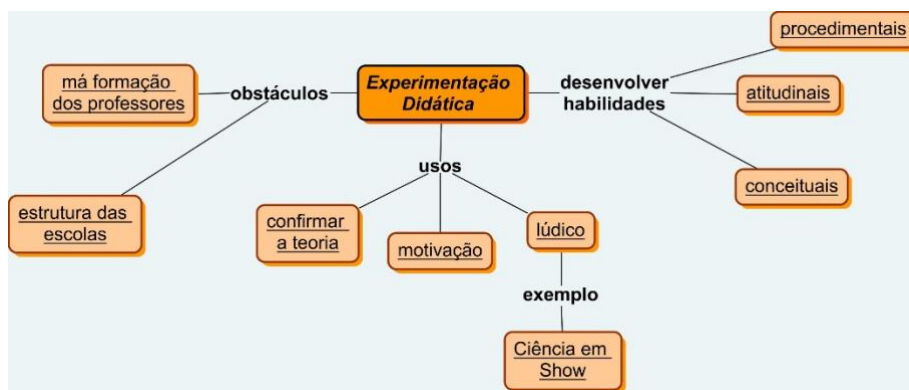 procedimentais
má formação
dos professores
obstáculos
Experimentação
Didática
desenvolver
habilidades
atitudinais
usos
conceituais
estrutura das
escolas
confirmar
a teoria
motivação
lúdico
exemplo
Ciência em
Show